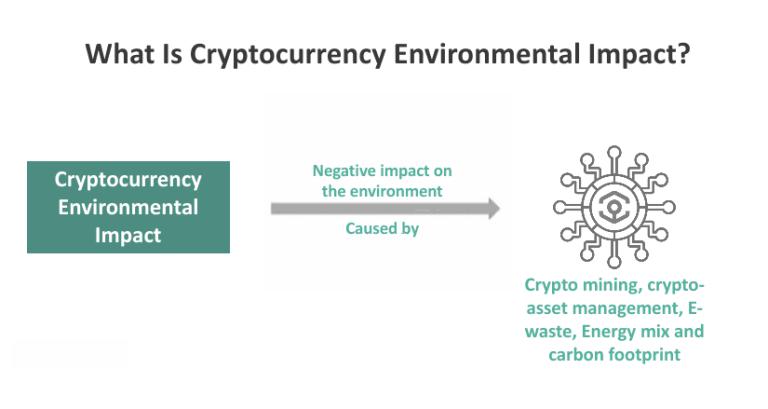 What Is Cryptocurrency Environmental Impact?
Cryptocurrency
Environmental
Impact
Negative impact on
the environment
Caused by
Crypto mining, crypto-
asset management, E-
waste, Energy mix and
carbon footprint